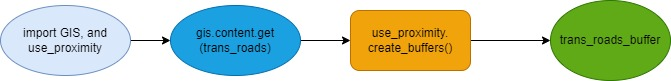 import GIS, and
use_proximity
gis.content.get
(trans_roads)
use_proximity.
create_buffers()
trans_roads_buffer